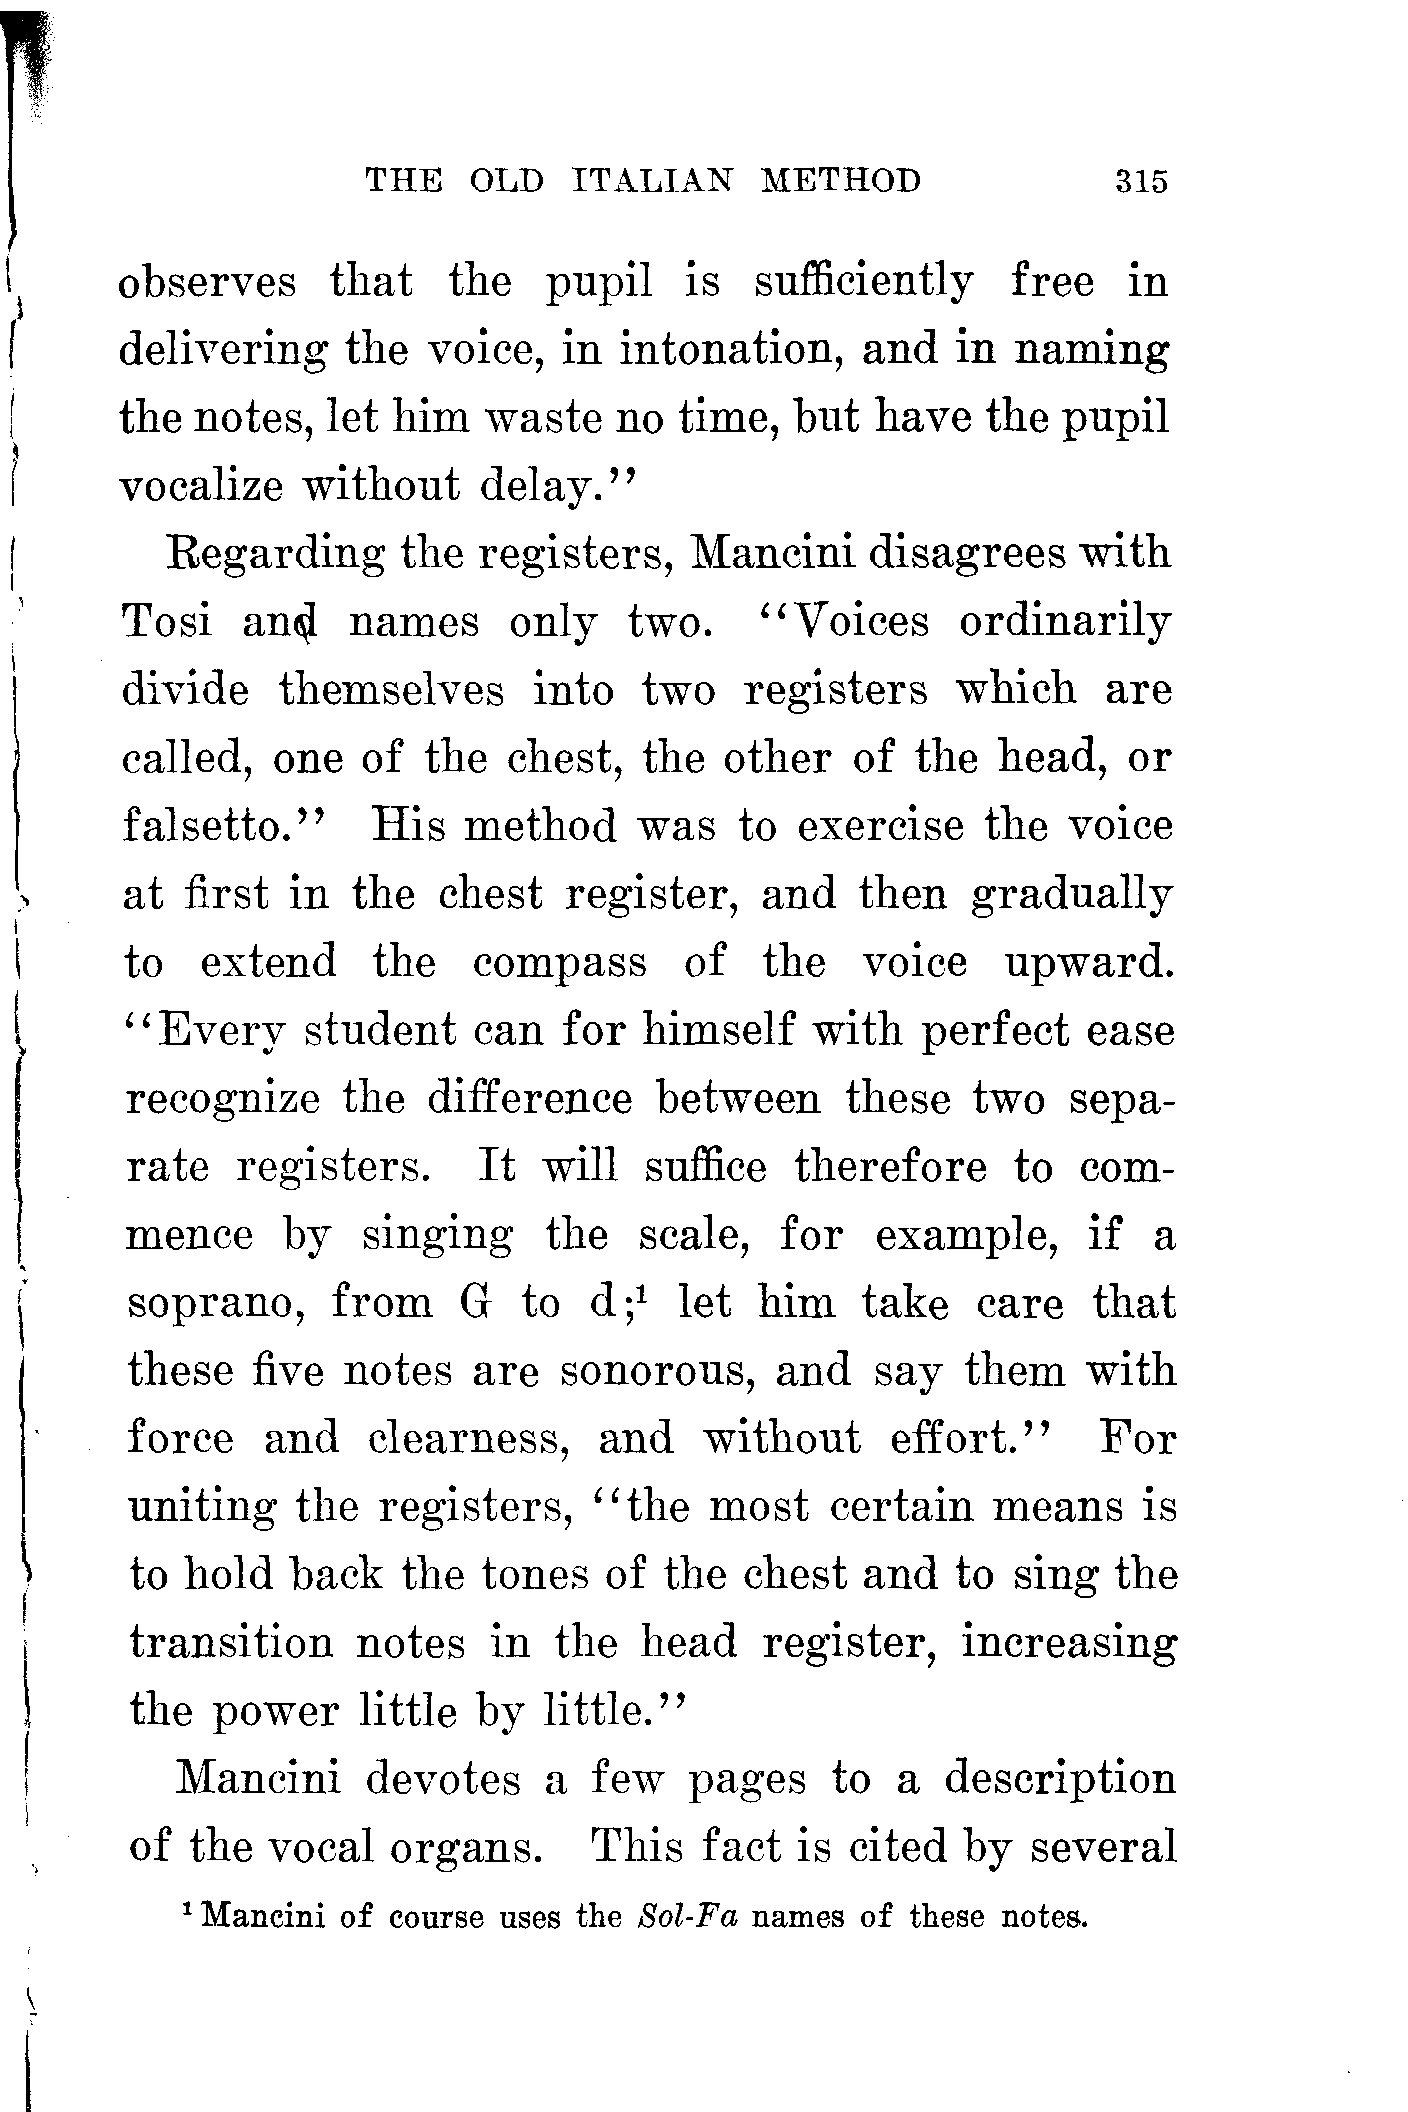 THE OLD ITALIAN METHOD 315
observes that the pupil is sufficiently free in
delivering the voice, in intonation, and in naming
the notes, let him waste no time, but have the pupil
vocalize without delay.”
Regarding the registers, Mancini disagrees with
Tosi and names only two. “Voices ordinarily
divide themselves into two registers which are
called, one of the chest, the other of the head, or
falsetto.” His method was to exercise the voice
at first in the chest register, and then gradually
to extend the compass of the voice upward.
“Every student can for himself with perfect ease
recognize the difference between these two sepa-
rate registers. It will suffice therefore to com-
mence by singing the scale, for example, if a
soprano, from G to d;¹ let him take care that
these five notes are sonorous, and say them with
force and clearness, and without effort.” For
uniting the registers, “the most certain means is
to hold back the tones of the chest and to sing the
transition notes in the head register, increasing
the power little by little.”
Mancini devotes a few pages to a description
of the vocal organs. This fact is cited by several
¹ Mancini of course uses the Sol-Fa names of these notes.